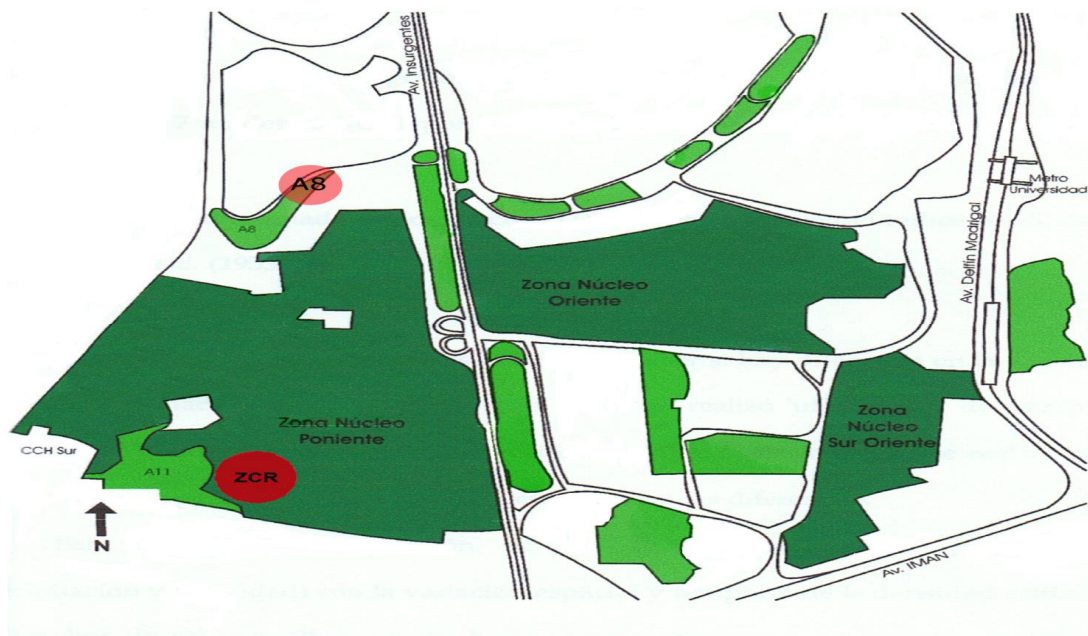 Av. Insurgentes
A8
A8
Metro
Universidad
Av. Delfín Madrigal
Zona Núcleo
Oriente
Zona Núcleo
Poniente
Zona
Núcleo
Sur Oriente
CCH Sur
A11
ZCR
N
Av. IMAN